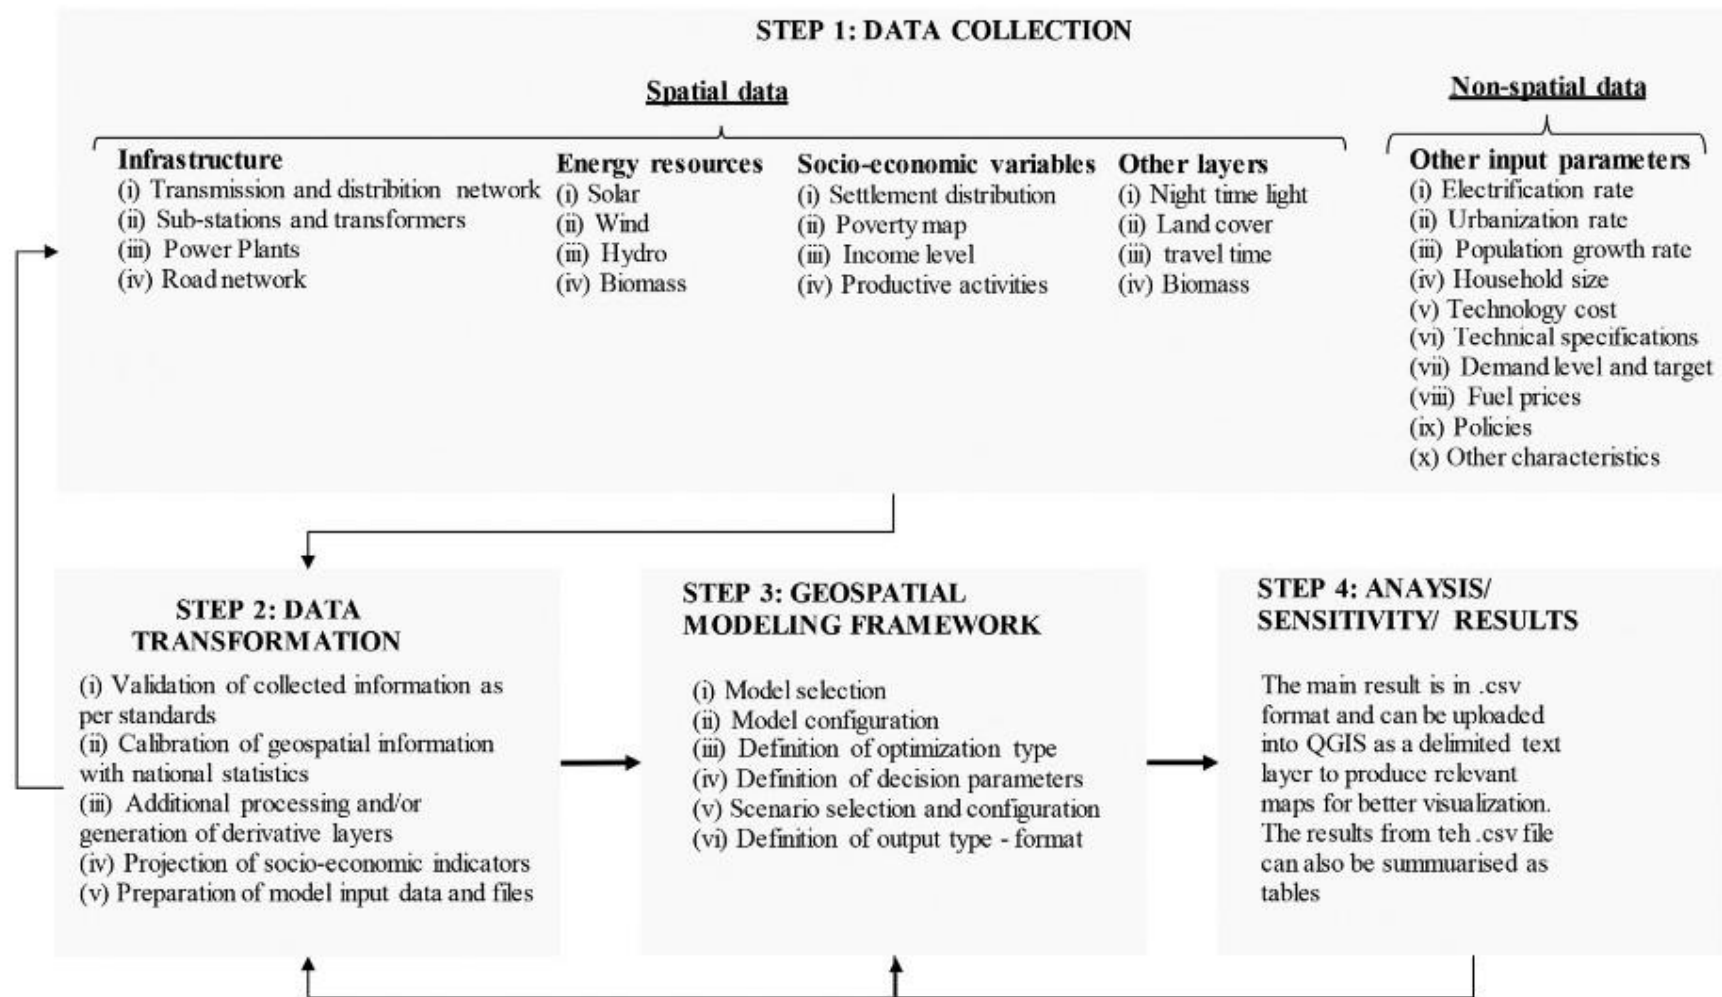 STEP 1: DATA COLLECTION
Spatial data
Non-spatial data
Infrastructure
(i) Transmission and distribition network
(ii) Sub-stations and transformers
(iii) Power Plants
(iv) Road network
Energy resources
(i) Solar
(ii) Wind
(iii) Hydro
(iv) Biomass
Socio-economic variables
(i) Settlement distribution
(ii) Poverty map
(iii) Income level
(iv) Productive activities
Other layers
(i) Night time light
(ii) Land cover
(iii) travel time
(iv) Biomass
Other input parameters
(i) Electrification rate
(ii) Urbanization rate
(iii) Population growth rate
(iv) Household size
(v) Technology cost
(vi) Technical specifications
(vii) Demand level and target
(viii) Fuel prices
(ix) Policies
(x) Other characteristics
STEP 2: DATA
TRANSFORMATION
(i) Validation of collected information as
per standards
(ii) Calibration of geospatial information
with national statistics
(iii) Additional processing and/or
generation of derivative layers
(iv) Projection of socio-economic indicators
(v) Preparation of model input data and files
STEP 3: GEOSPATIAL
MODELING FRAMEWORK
(i) Model selection
(ii) Model configuration
(iii) Definition of optimization type
(iv) Definition of decision parameters
(v) Scenario selection and configuration
(vi) Definition of output type - format
STEP 4: ANAYSIS/
SENSITIVITY/ RESULTS
The main result is in .csv
format and can be uploaded
into QGIS as a delimited text
layer to produce relevant
maps for better visualization.
The results from teh .csv file
can also be summuarised as
tables